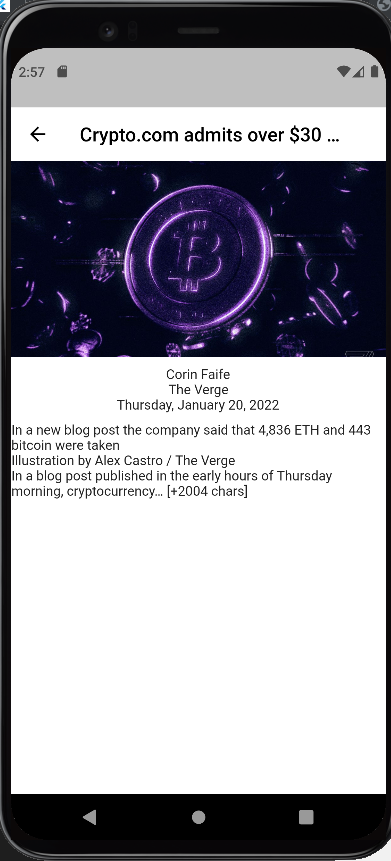 2:57
Crypto.com admits over $30 ...
Corin Faife
The Verge
Thursday, January 20, 2022
In a new blog post the company said that 4,836 ETH and 443
bitcoin were taken
Illustration by Alex Castro / The Verge
In a blog post published in the early hours of Thursday
morning, cryptocurrency… [+2004 chars]